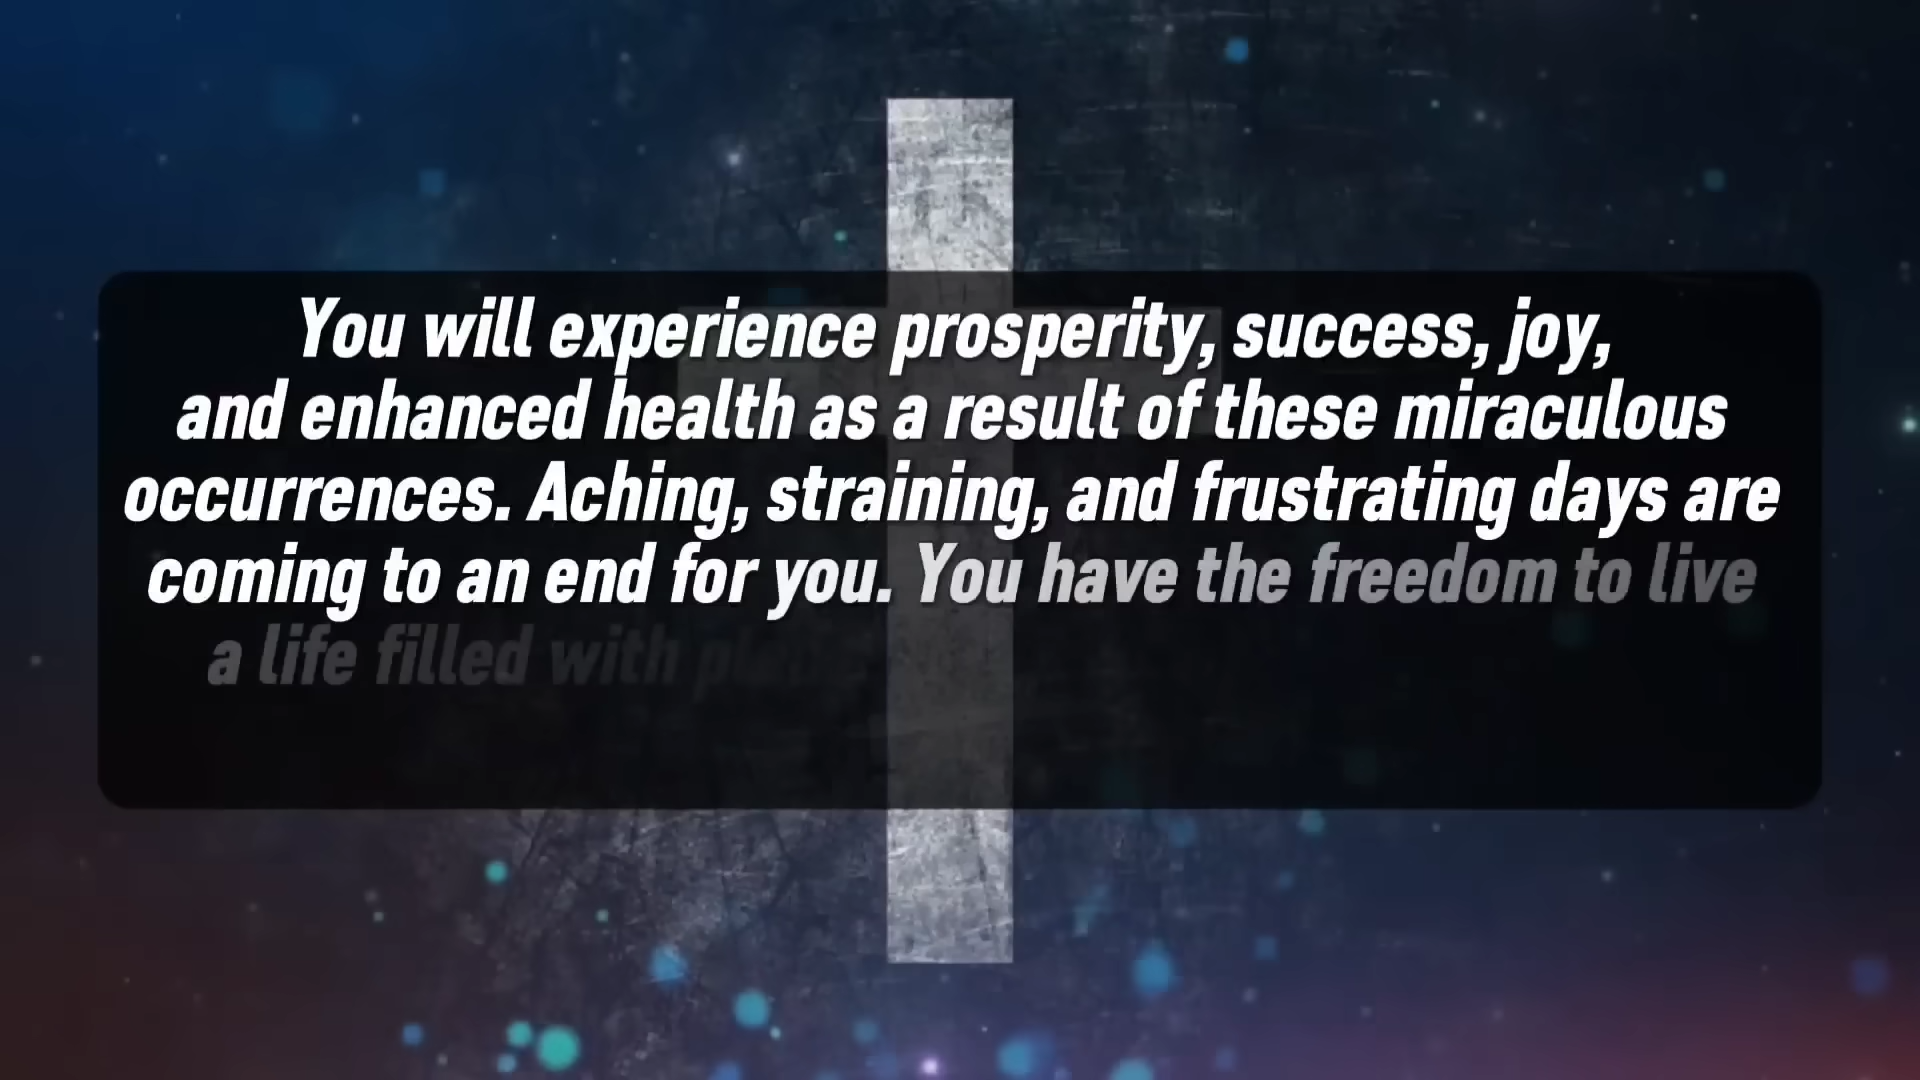 You will experience prosperity, success, joy,
and enhanced health as a result of these miraculous
occurrences. Aching, straining, and frustrating days are
coming to an end for you. You have the freedom to live
a life filled with